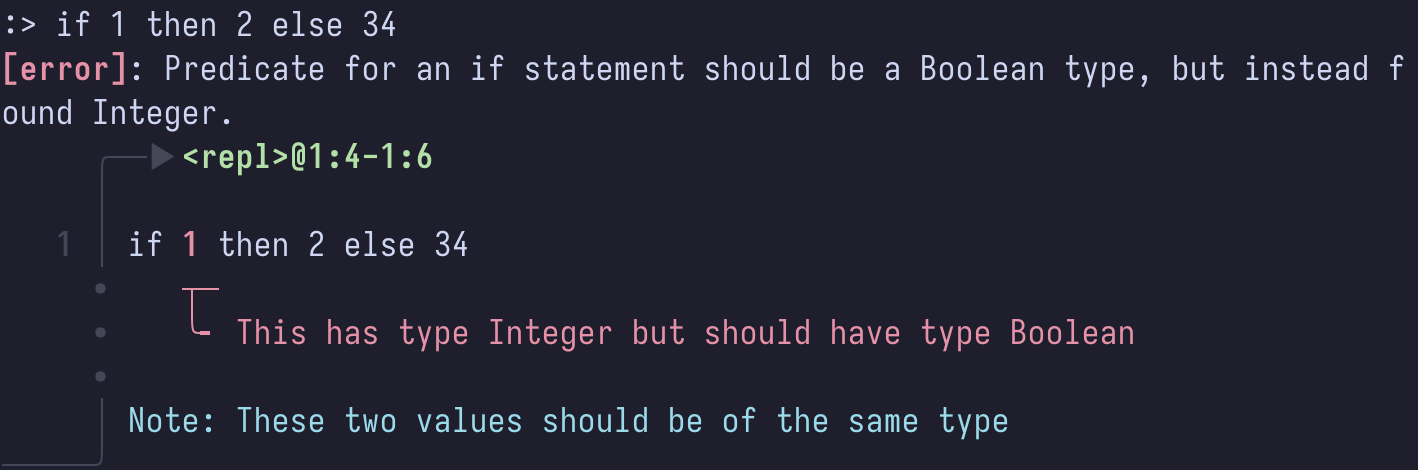 :> if 1 then 2 else 34
[error]: Predicate for an if statement should be a Boolean type, but instead f
ound Integer.
<repl>@1:4-1:6
1 if 1 then 2 else 34
This has type Integer but should have type Boolean
Note: These two values should be of the same type